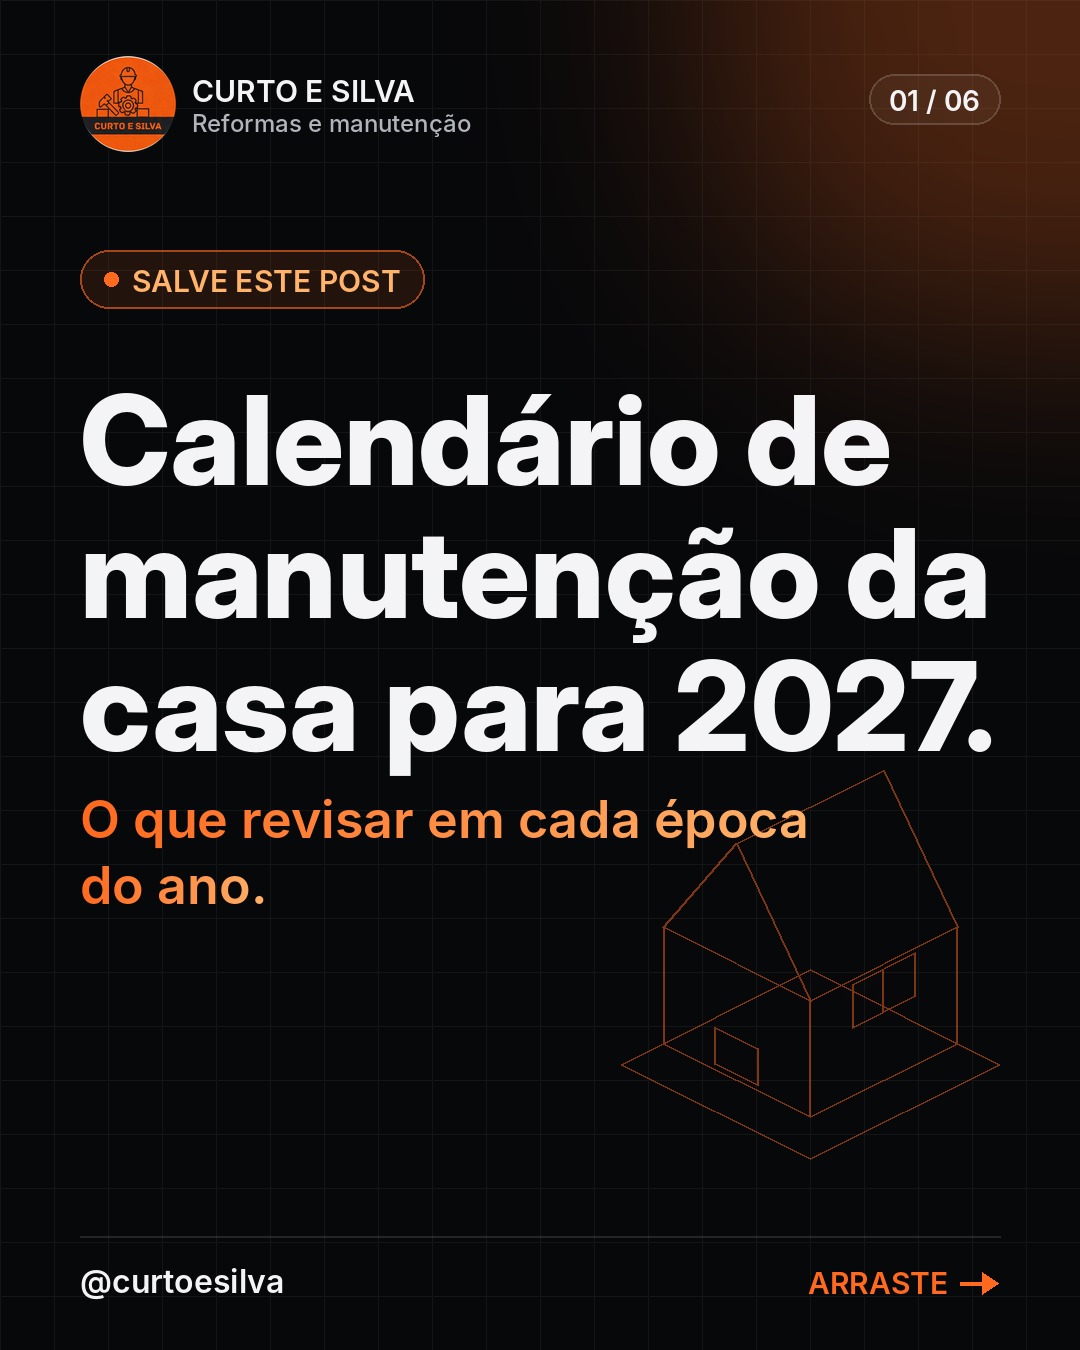 CURTO E SILVA
CURTO E SILVA
Reformas e manutenção
01 / 06
SALVE ESTE POST
Calendário de
manutenção da
casa para 2027.
O que revisar em cada época
do ano.
@curtoesilva
ARRASTE